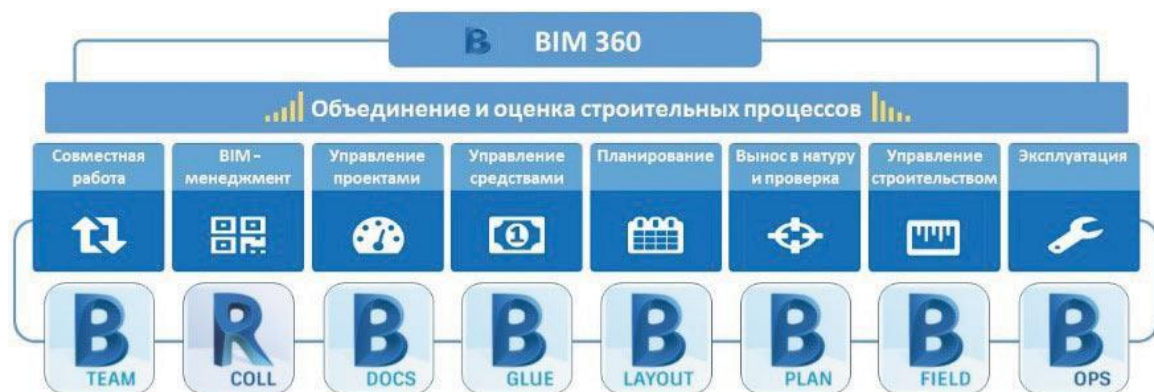 BIM 360
Объединение и оценка строительных процессов
Совместная
работа
BIM –
менеджмент
Управление
проектами
Управление
средствами
Планирование
Вынос в натуру
и проверка
Управление
строительством
Эксплуатация
TEAM
COLL
DOCS
GLUE
LAYOUT
PLAN
FIELD
OPS